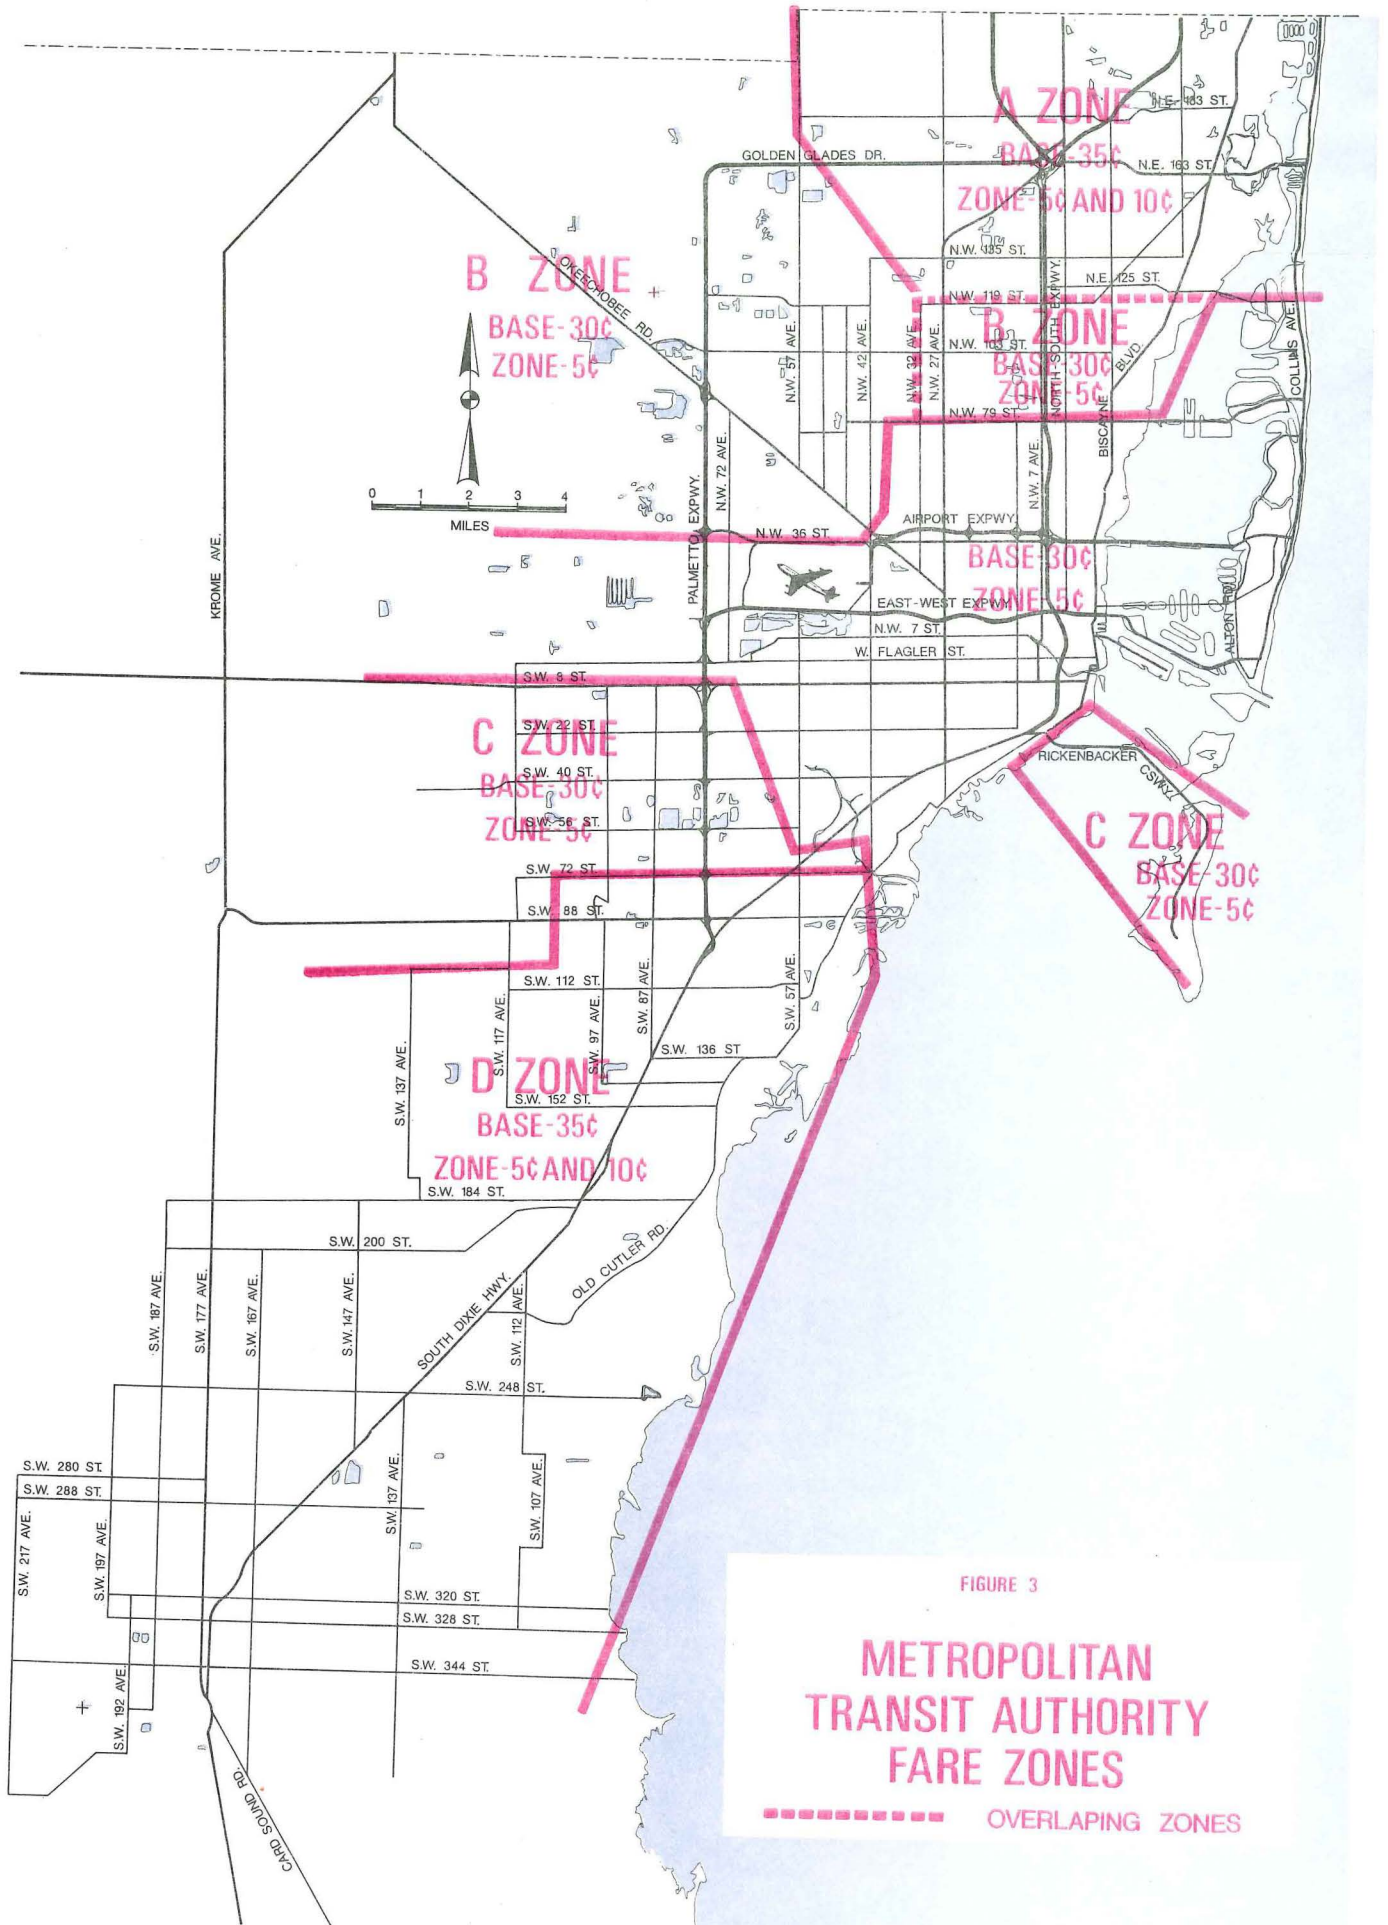 A ZONE
N.E. 183 ST.
BASE-35¢
GOLDEN GLADES DR.
N.E. 163 ST.
ZONE-5¢ AND 10¢
N.W. 135 ST.
B ZONE
OKEECHOBEE RD.
N.E. 125 ST.
BASE-30¢
ZONE-5¢
N.W. 119 ST.
B ZONE
N.W. 103 ST.
BASE-30¢
ZONE-5¢
N.W. 57 AVE.
N.W. 42 AVE.
N.W. 32 AVE.
N.W. 27 AVE.
NORTH-SOUTH EXPWY.
BISCAYNE BLVD.
COLLINS AVE.
N.W. 79 ST.
N.W. 72 AVE.
N.W. 7 AVE.
0 1 2 3 4
MILES
PALMETTO EXPWY.
KROME AVE.
N.W. 36 ST.
AIRPORT EXPWY.
BASE-30¢
ZONE-5¢
EAST-WEST EXPWY.
ALTON RD.
N.W. 7 ST.
W. FLAGLER ST.
S.W. 8 ST.
S.W. 22 ST.
C ZONE
S.W. 40 ST.
BASE-30¢
S.W. 56 ST.
ZONE-5¢
RICKENBACKER CSWY.
C ZONE
BASE-30¢
ZONE-5¢
S.W. 72 ST.
S.W. 88 ST.
S.W. 112 ST.
S.W. 117 AVE.
S.W. 97 AVE.
S.W. 87 AVE.
S.W. 57 AVE.
S.W. 137 AVE.
S.W. 136 ST
D ZONE
S.W. 152 ST.
BASE-35¢
ZONE-5¢ AND 10¢
S.W. 184 ST.
S.W. 200 ST.
OLD CUTLER RD.
SOUTH DIXIE HWY.
S.W. 187 AVE.
S.W. 177 AVE.
S.W. 167 AVE.
S.W. 147 AVE.
S.W. 112 AVE.
S.W. 248 ST.
S.W. 280 ST.
S.W. 288 ST.
S.W. 217 AVE.
S.W. 197 AVE.
S.W. 137 AVE.
S.W. 107 AVE.
S.W. 320 ST.
S.W. 328 ST.
S.W. 344 ST.
S.W. 192 AVE.
CARD SOUND RD.
FIGURE 3
METROPOLITAN
TRANSIT AUTHORITY
FARE ZONES
OVERLAPING ZONES